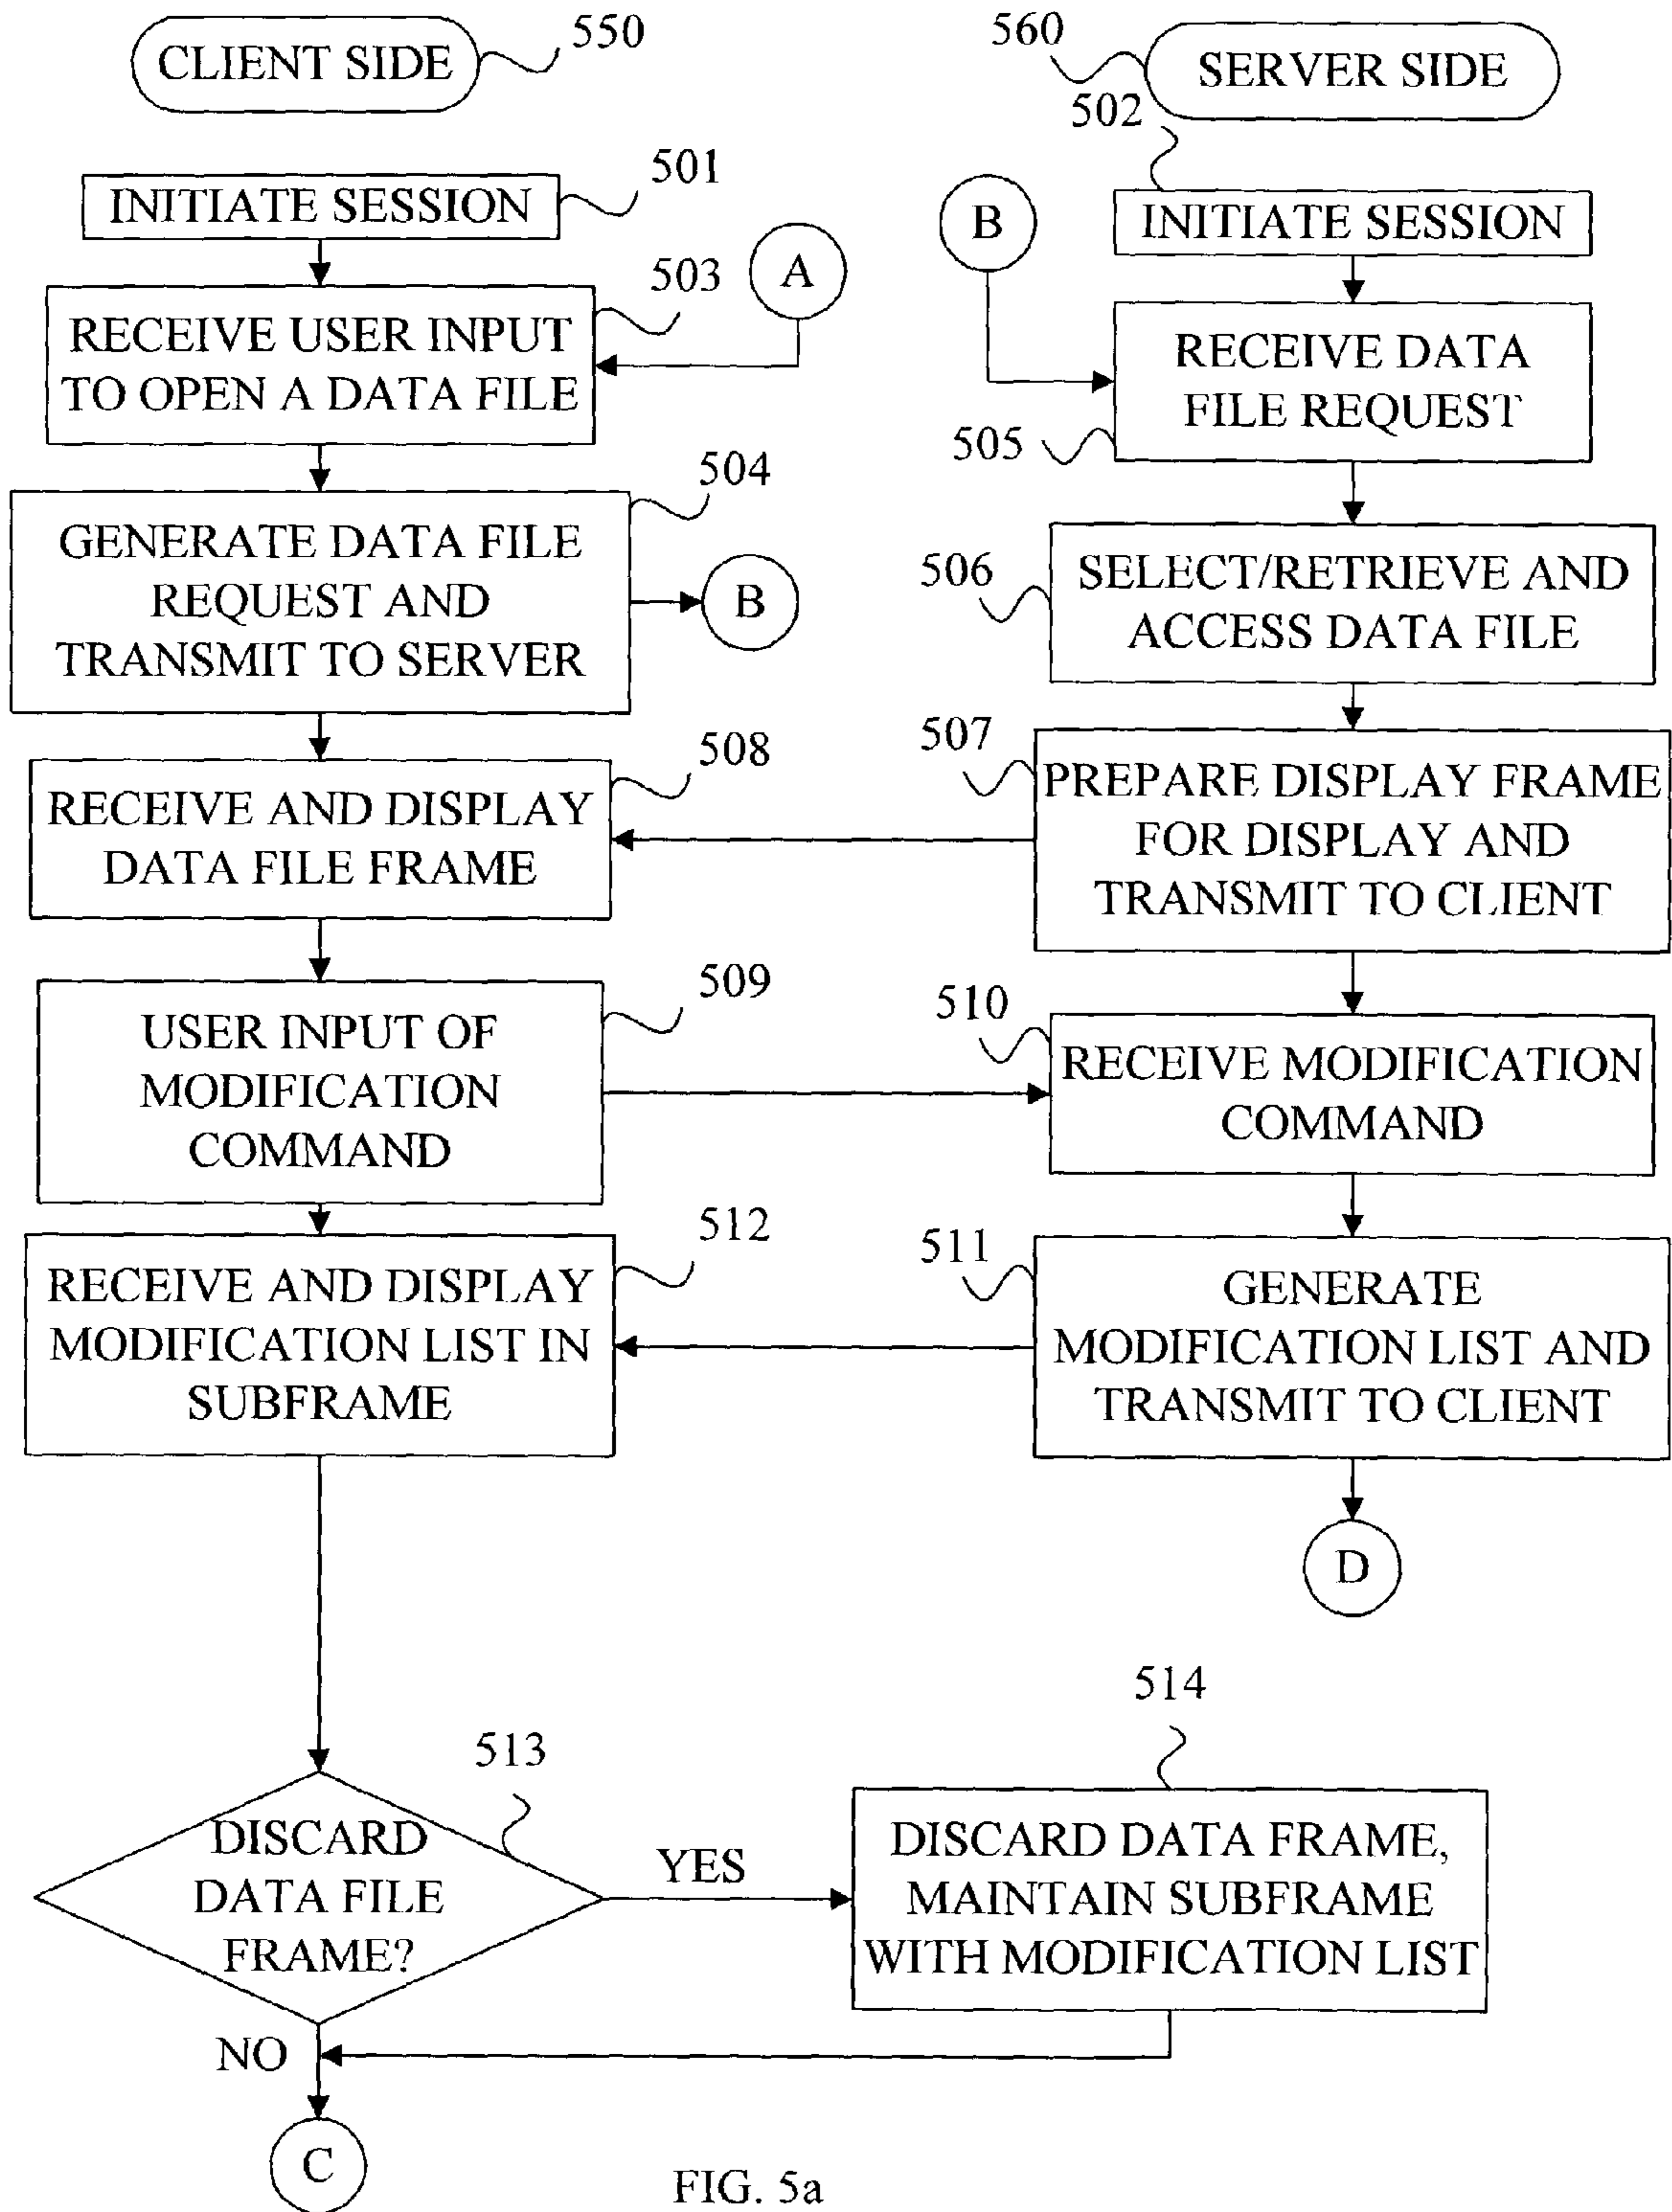 CLIENT SIDE
550
560
SERVER SIDE
502
501
INITIATE SESSION
B
INITIATE SESSION
503
A
RECEIVE USER INPUT
TO OPEN A DATA FILE
RECEIVE DATA
FILE REQUEST
505
504
GENERATE DATA FILE
REQUEST AND
TRANSMIT TO SERVER
B
506
SELECT/RETRIEVE AND
ACCESS DATA FILE
508
RECEIVE AND DISPLAY
DATA FILE FRAME
507
PREPARE DISPLAY FRAME
FOR DISPLAY AND
TRANSMIT TO CLIENT
509
USER INPUT OF
MODIFICATION
COMMAND
510
RECEIVE MODIFICATION
COMMAND
512
RECEIVE AND DISPLAY
MODIFICATION LIST IN
SUBFRAME
511
GENERATE
MODIFICATION LIST AND
TRANSMIT TO CLIENT
D
514
513
DISCARD
DATA FILE
FRAME?
YES
DISCARD DATA FRAME,
MAINTAIN SUBFRAME
WITH MODIFICATION LIST
NO
C
FIG. 5a